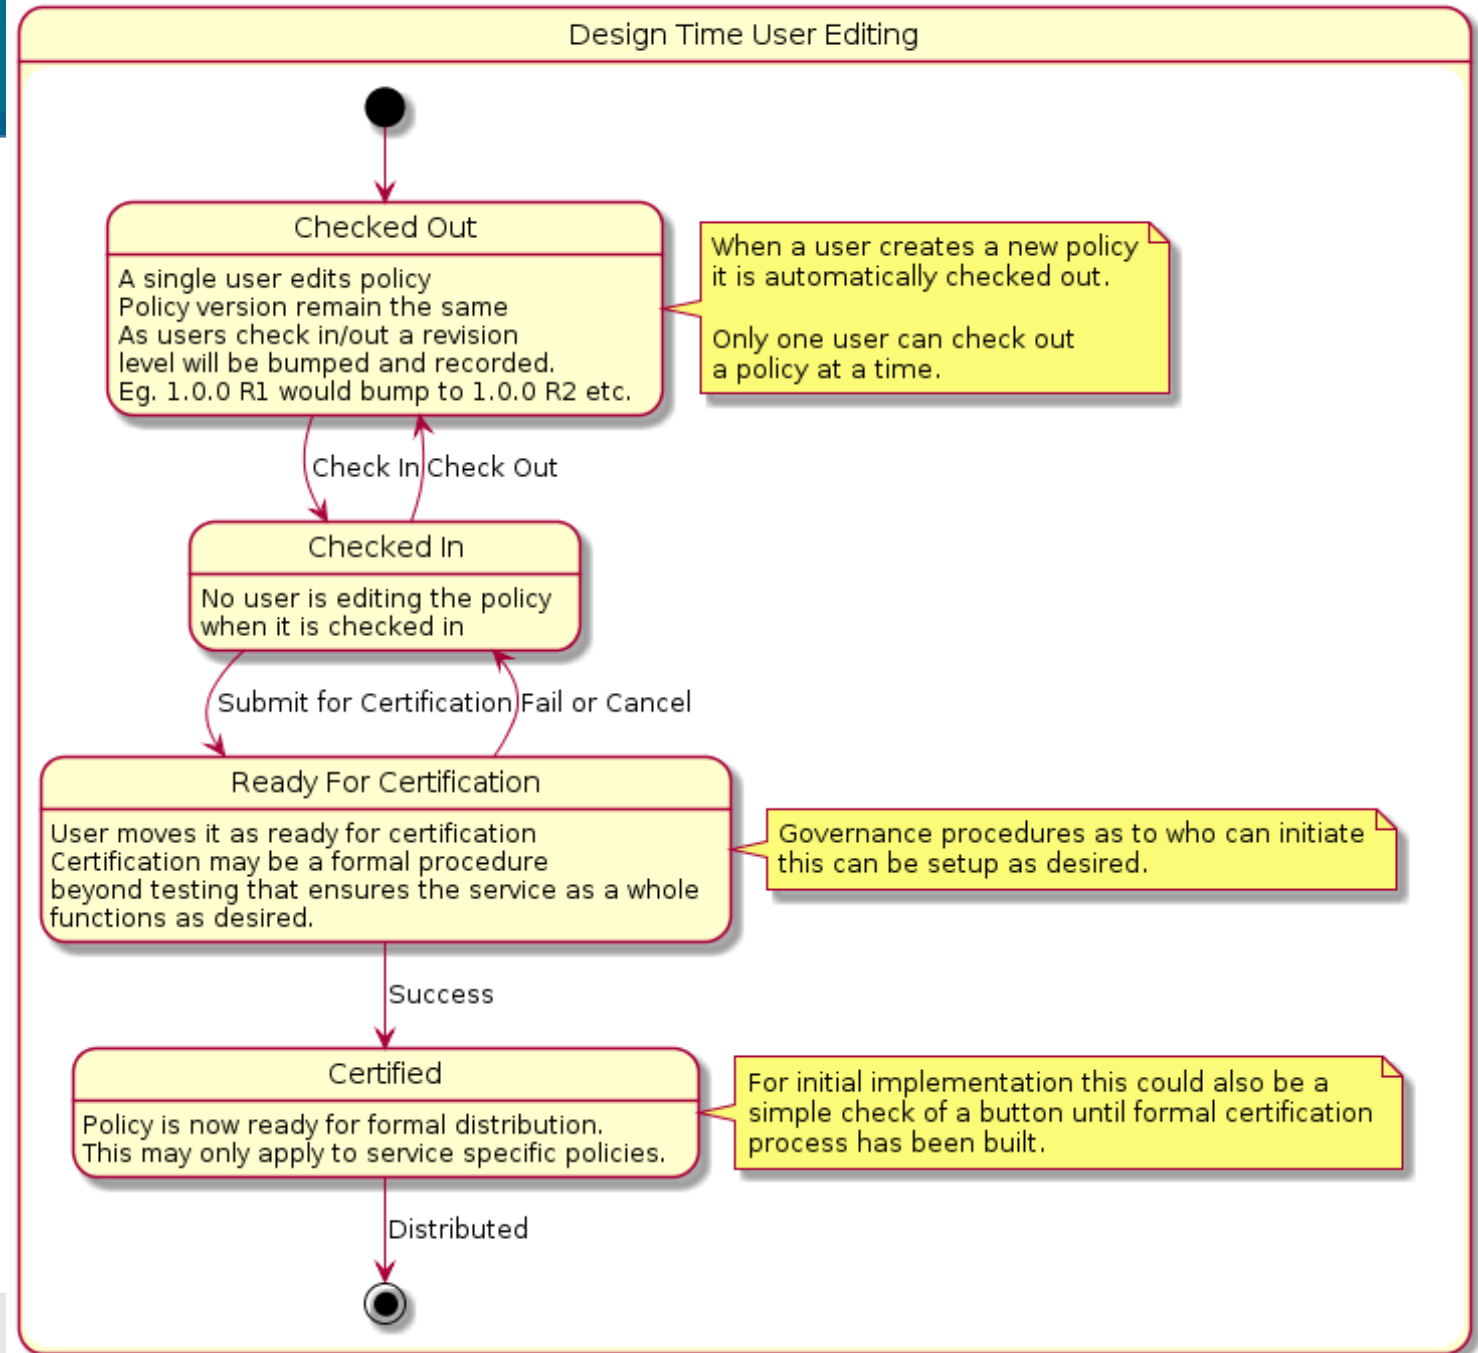 Design Time User Editing
Checked Out
A single user edits policy
Policy version remain the same
As users check in/out a revision
level will be bumped and recorded.
Eg. 1.0.0 R1 would bump to 1.0.0 R2 etc.
When a user creates a new policy
it is automatically checked out.
Only one user can check out
a policy at a time.
Check In
Check Out
Checked In
No user is editing the policy
when it is checked in
Submit for Certification
Fail or Cancel
Ready For Certification
User moves it as ready for certification
Certification may be a formal procedure
beyond testing that ensures the service as a whole
functions as desired.
Governance procedures as to who can initiate
this can be setup as desired.
Success
Certified
Policy is now ready for formal distribution.
This may only apply to service specific policies.
For initial implementation this could also be a
simple check of a button until formal certification
process has been built.
Distributed